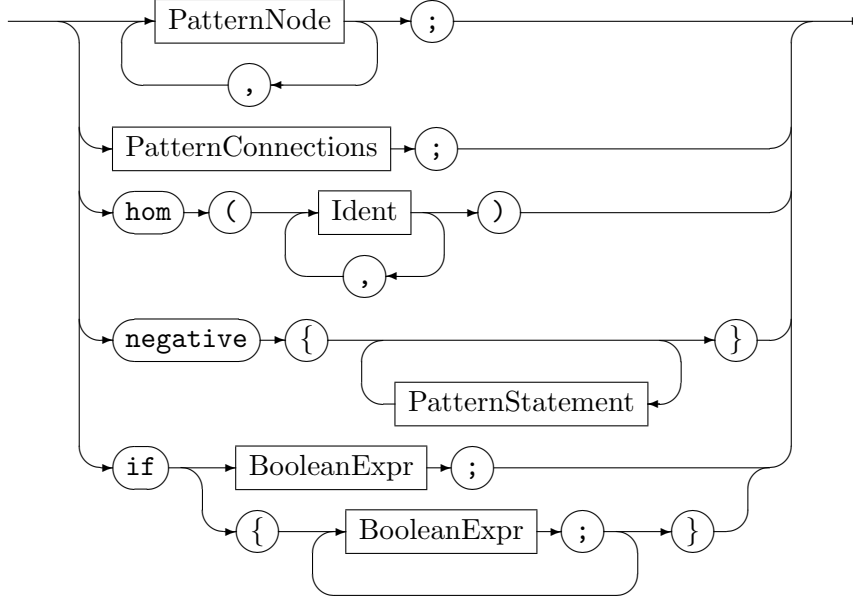 PatternNode ;
,
PatternConnections ;
hom ( Ident )
,
negative { }
PatternStatement
if BooleanExpr ;
{ BooleanExpr ; }